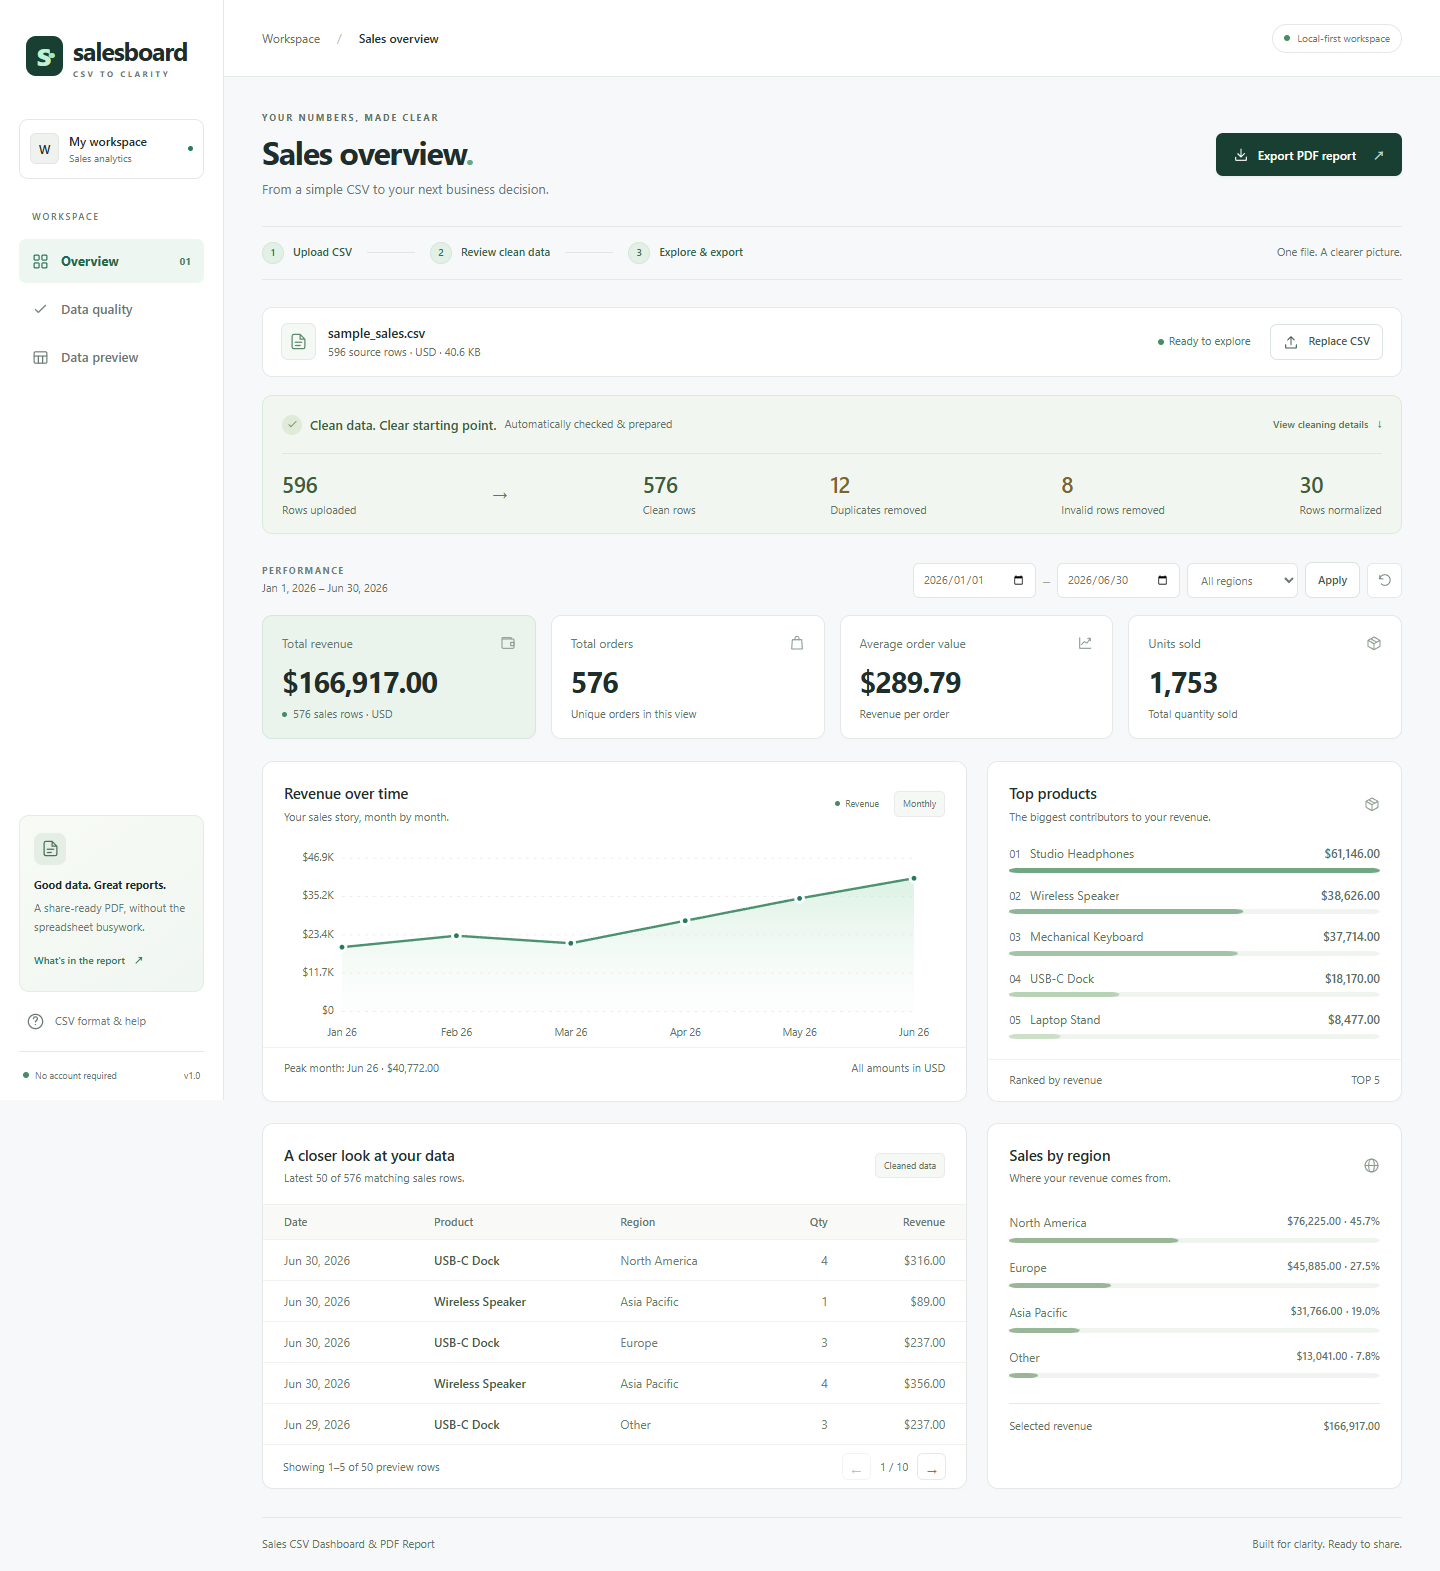 salesboard
CSV TO CLARITY
W
My workspace
Sales analytics
WORKSPACE
Overview 01
Data quality
Data preview
Good data. Great reports.
A share-ready PDF, without the
spreadsheet busywork.
What's in the report ↗
CSV format & help
No account required v1.0
Workspace / Sales overview
Local-first workspace
YOUR NUMBERS, MADE CLEAR
Sales overview.
From a simple CSV to your next business decision.
Export PDF report ↗
1 Upload CSV 2 Review clean data 3 Explore & export
One file. A clearer picture.
sample_sales.csv
596 source rows · USD · 40.6 KB
Ready to explore
Replace CSV
Clean data. Clear starting point. Automatically checked & prepared
View cleaning details ↓
596 → 576 12 8 30
Rows uploaded Clean rows Duplicates removed Invalid rows removed Rows normalized
PERFORMANCE
Jan 1, 2026 – Jun 30, 2026
2026/01/01 – 2026/06/30 All regions Apply
Total revenue
$166,917.00
576 sales rows · USD
Total orders
576
Unique orders in this view
Average order value
$289.79
Revenue per order
Units sold
1,753
Total quantity sold
Revenue over time
Your sales story, month by month.
Revenue Monthly
$46.9K
$35.2K
$23.4K
$11.7K
$0
Jan 26 Feb 26 Mar 26 Apr 26 May 26 Jun 26
Peak month: Jun 26 · $40,772.00 All amounts in USD
Top products
The biggest contributors to your revenue.
01 Studio Headphones $61,146.00
02 Wireless Speaker $38,626.00
03 Mechanical Keyboard $37,714.00
04 USB-C Dock $18,170.00
05 Laptop Stand $8,477.00
Ranked by revenue TOP 5
A closer look at your data
Latest 50 of 576 matching sales rows.
Cleaned data
Date Product Region Qty Revenue
Jun 30, 2026 USB-C Dock North America 4 $316.00
Jun 30, 2026 Wireless Speaker Asia Pacific 1 $89.00
Jun 30, 2026 USB-C Dock Europe 3 $237.00
Jun 30, 2026 Wireless Speaker Asia Pacific 4 $356.00
Jun 29, 2026 USB-C Dock Other 3 $237.00
Showing 1–5 of 50 preview rows ← 1 / 10 →
Sales by region
Where your revenue comes from.
North America $76,225.00 · 45.7%
Europe $45,885.00 · 27.5%
Asia Pacific $31,766.00 · 19.0%
Other $13,041.00 · 7.8%
Selected revenue $166,917.00
Sales CSV Dashboard & PDF Report
Built for clarity. Ready to share.